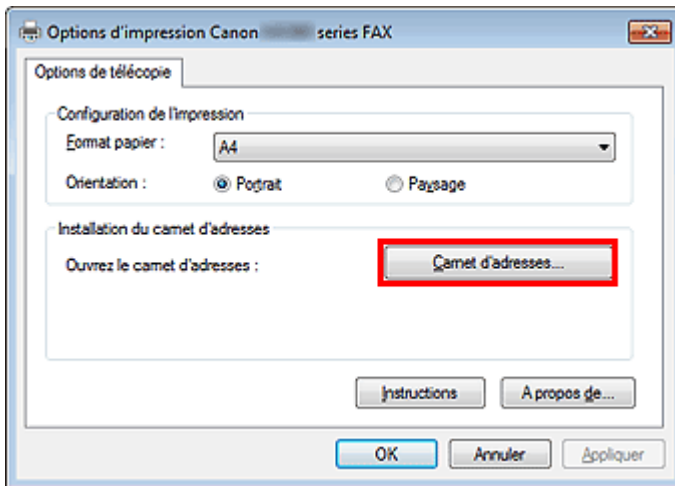 Options d'impression Canon series FAX
Options de télécopie
Configuration de l'impression
Format papier :
A4
Orientation :
Portrait
Paysage
Installation du carnet d'adresses
Ouvrez le carnet d'adresses :
Carnet d'adresses...
Instructions
A propos de...
OK
Annuler
Appliquer